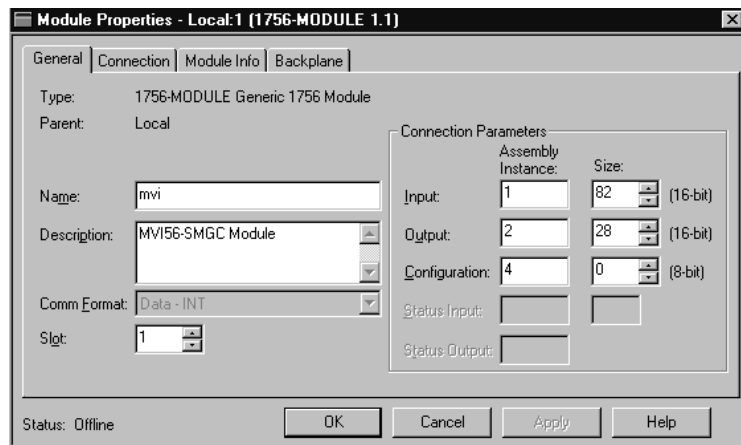 Module Properties - Local:1 (1756-MODULE 1.1)
General Connection Module Info Backplane
Type: 1756-MODULE Generic 1756 Module
Parent: Local
Name: mvi
Description: MVI56-SMGC Module
Comm Format: Data - INT
Slot: 1
Connection Parameters
Assembly Instance: Size:
Input: 1 82 (16-bit)
Output: 2 28 (16-bit)
Configuration: 4 0 (8-bit)
Status Input:
Status Output:
Status: Offline
OK Cancel Apply Help